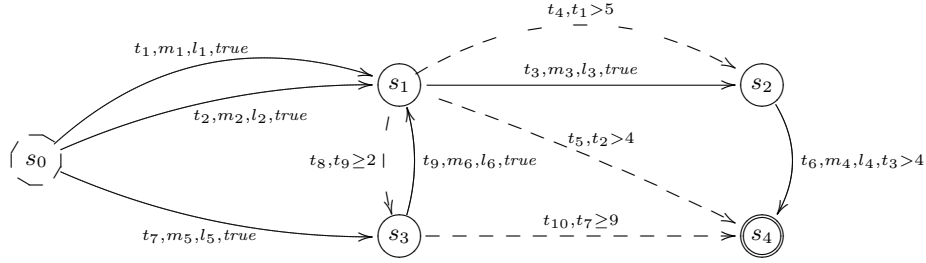 t₄,t₁>5
t₁,m₁,l₁,true
t₃,m₃,l₃,true
s₁
s₂
t₂,m₂,l₂,true
t₅,t₂>4
s₀
t₈,t₉≥2
t₉,m₆,l₆,true
t₆,m₄,l₄,t₃>4
t₁₀,t₇≥9
t₇,m₅,l₅,true
s₃
s₄